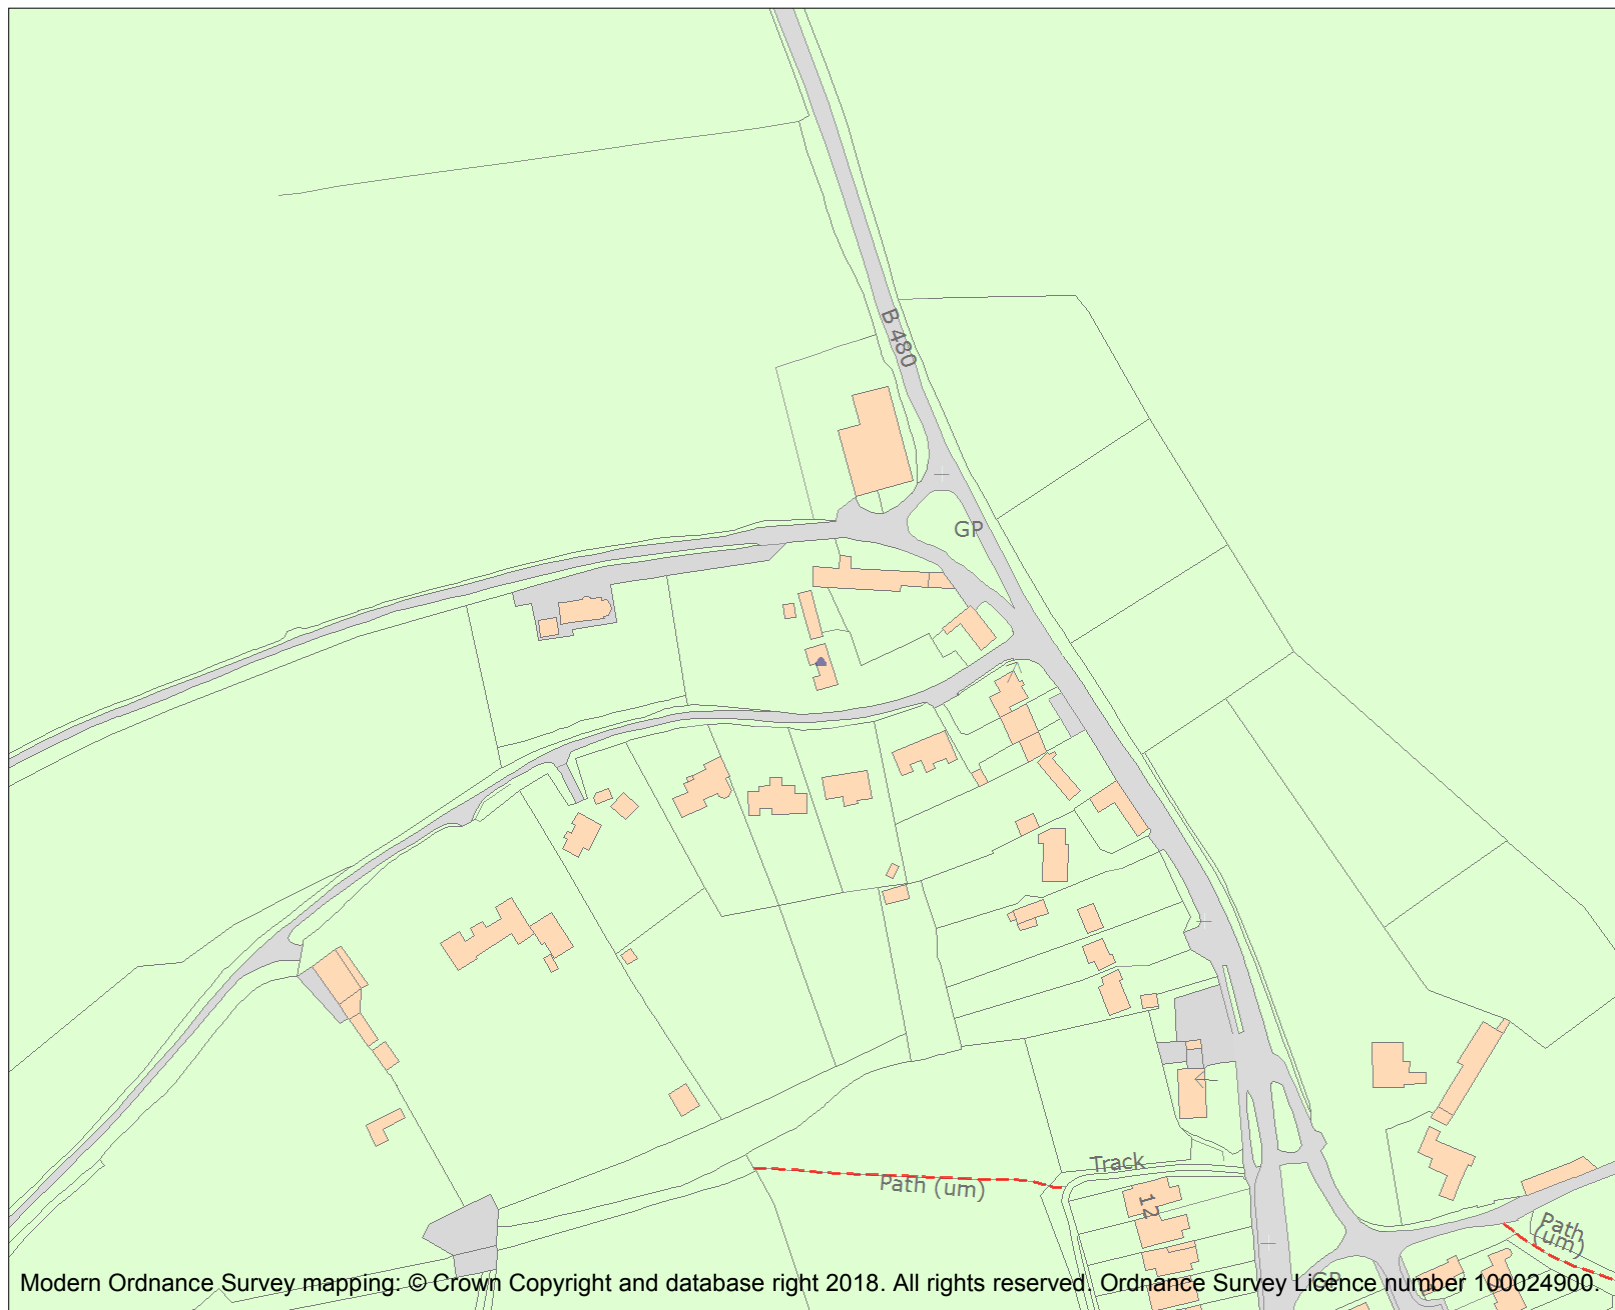 B 480
GP
Track
Path (um)
12
Path
(um)
GP
Modern Ordnance Survey mapping: © Crown Copyright and database right 2018. All rights reserved. Ordnance Survey Licence number 100024900.